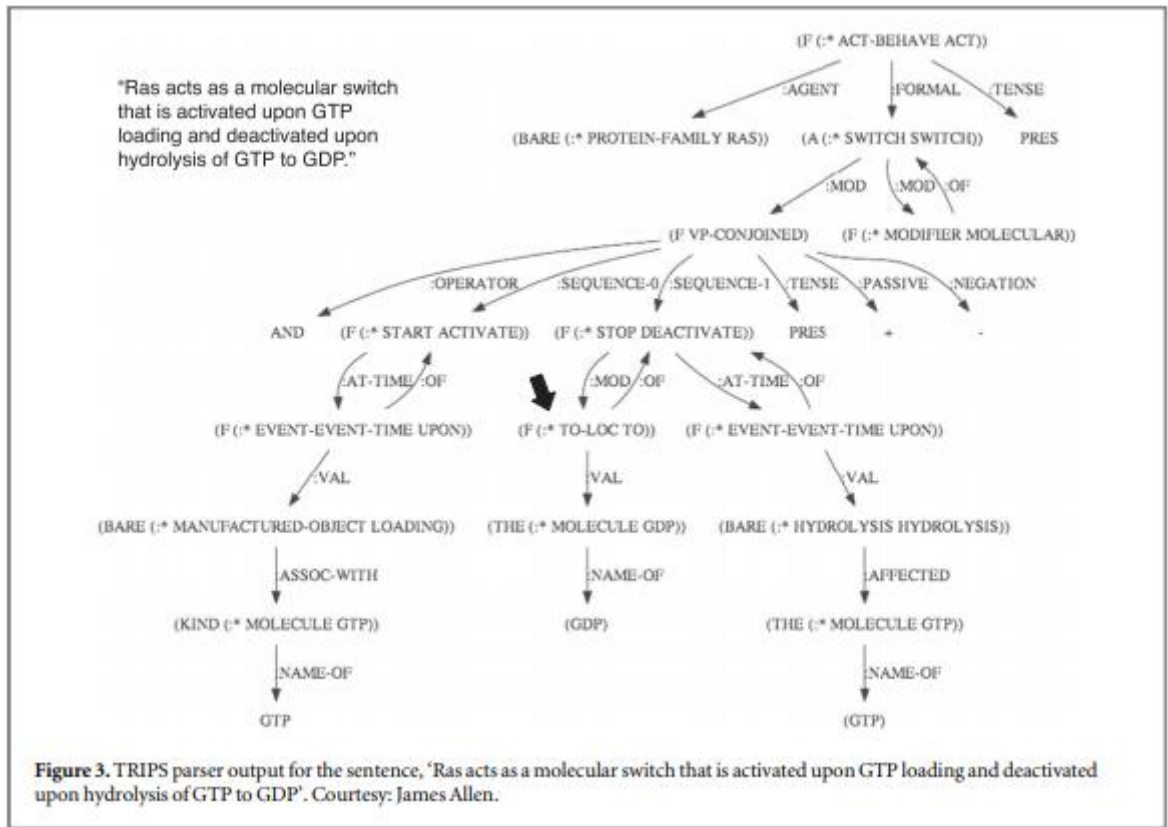 (F (:* ACT-BEHAVE ACT))
"Ras acts as a molecular switch
that is activated upon GTP
loading and deactivated upon
hydrolysis of GTP to GDP."
:AGENT :FORMAL :TENSE
(BARE (:* PROTEIN-FAMILY RAS)) (A (:* SWITCH SWITCH)) PRES
:MOD :MOD :OF
(F VP-CONJOINED) (F (:* MODIFIER MOLECULAR))
:OPERATOR :SEQUENCE-0 :SEQUENCE-1 :TENSE :PASSIVE :NEGATION
AND (F (:* START ACTIVATE)) (F (:* STOP DEACTIVATE)) PRES + -
:AT-TIME :OF :MOD :OF :AT-TIME :OF
(F (:* EVENT-EVENT-TIME UPON)) (F (:* TO-LOC TO)) (F (:* EVENT-EVENT-TIME UPON))
:VAL :VAL :VAL
(BARE (:* MANUFACTURED-OBJECT LOADING)) (THE (:* MOLECULE GDP)) (BARE (:* HYDROLYSIS HYDROLYSIS))
:ASSOC-WITH :NAME-OF :AFFECTED
(KIND (:* MOLECULE GTP)) (GDP) (THE (:* MOLECULE GTP))
:NAME-OF :NAME-OF
GTP (GTP)
Figure 3. TRIPS parser output for the sentence, 'Ras acts as a molecular switch that is activated upon GTP loading and deactivated
upon hydrolysis of GTP to GDP'. Courtesy: James Allen.